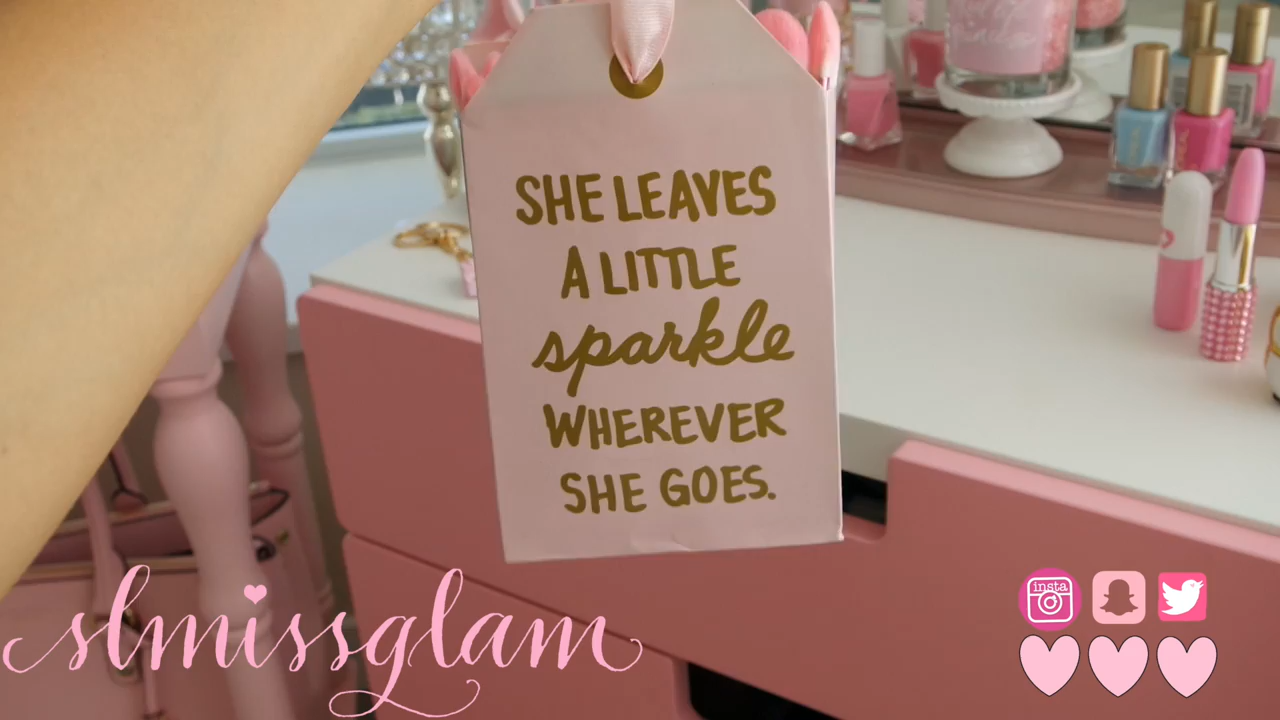 SHE LEAVES
A LITTLE
sparkle
WHEREVER
SHE GOES.
slmissglam
insta